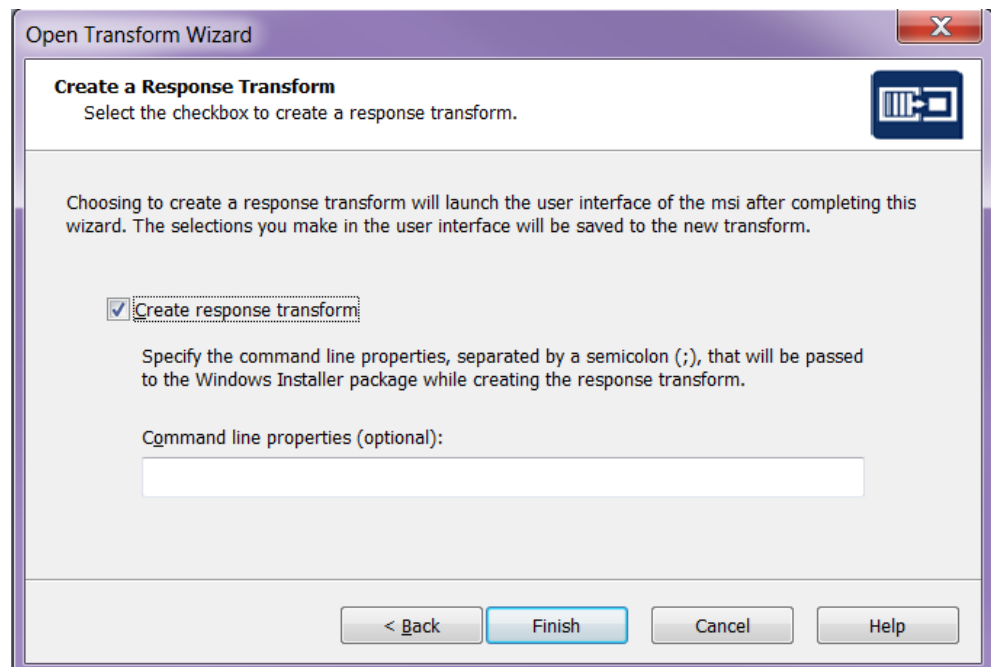 Open Transform Wizard
Create a Response Transform
Select the checkbox to create a response transform.
Choosing to create a response transform will launch the user interface of the msi after completing this
wizard. The selections you make in the user interface will be saved to the new transform.
Create response transform
Specify the command line properties, separated by a semicolon (;), that will be passed
to the Windows Installer package while creating the response transform.
Command line properties (optional):
< Back Finish Cancel Help